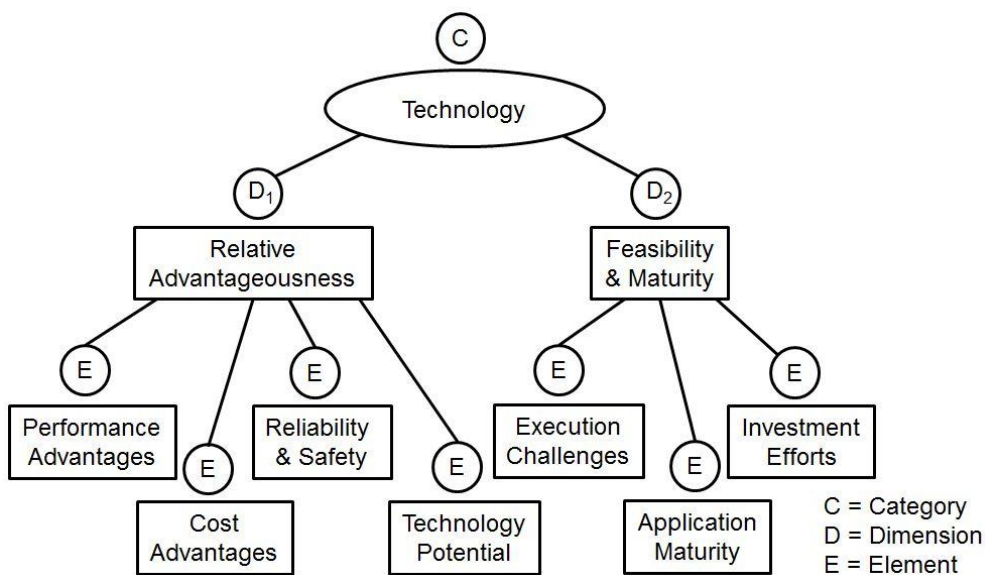 C
Technology
D1
D2
Relative
Advantageousness
Feasibility
& Maturity
E
E
E
E
Performance
Advantages
Reliability
& Safety
Execution
Challenges
Investment
Efforts
E
E
E
Cost
Advantages
Technology
Potential
Application
Maturity
C = Category
D = Dimension
E = Element